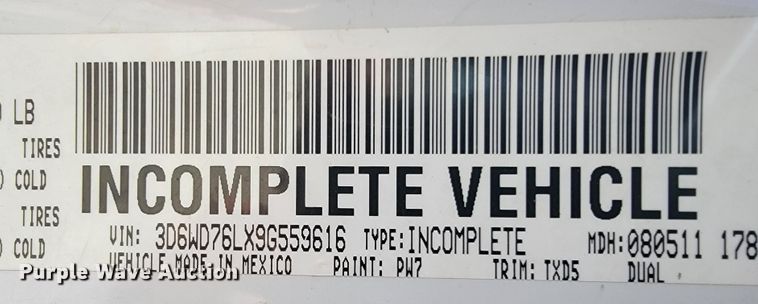 LB
TIRES
COLD
INCOMPLETE VEHICLE
TIRES
COLD
VIN: 3D6WD76LX9G559616 TYPE: INCOMPLETE MDH: 080511 178
VEHICLE MADE IN MEXICO PAINT: PW7 TRIM: TXD5 DUAL
Purple Wave Auction